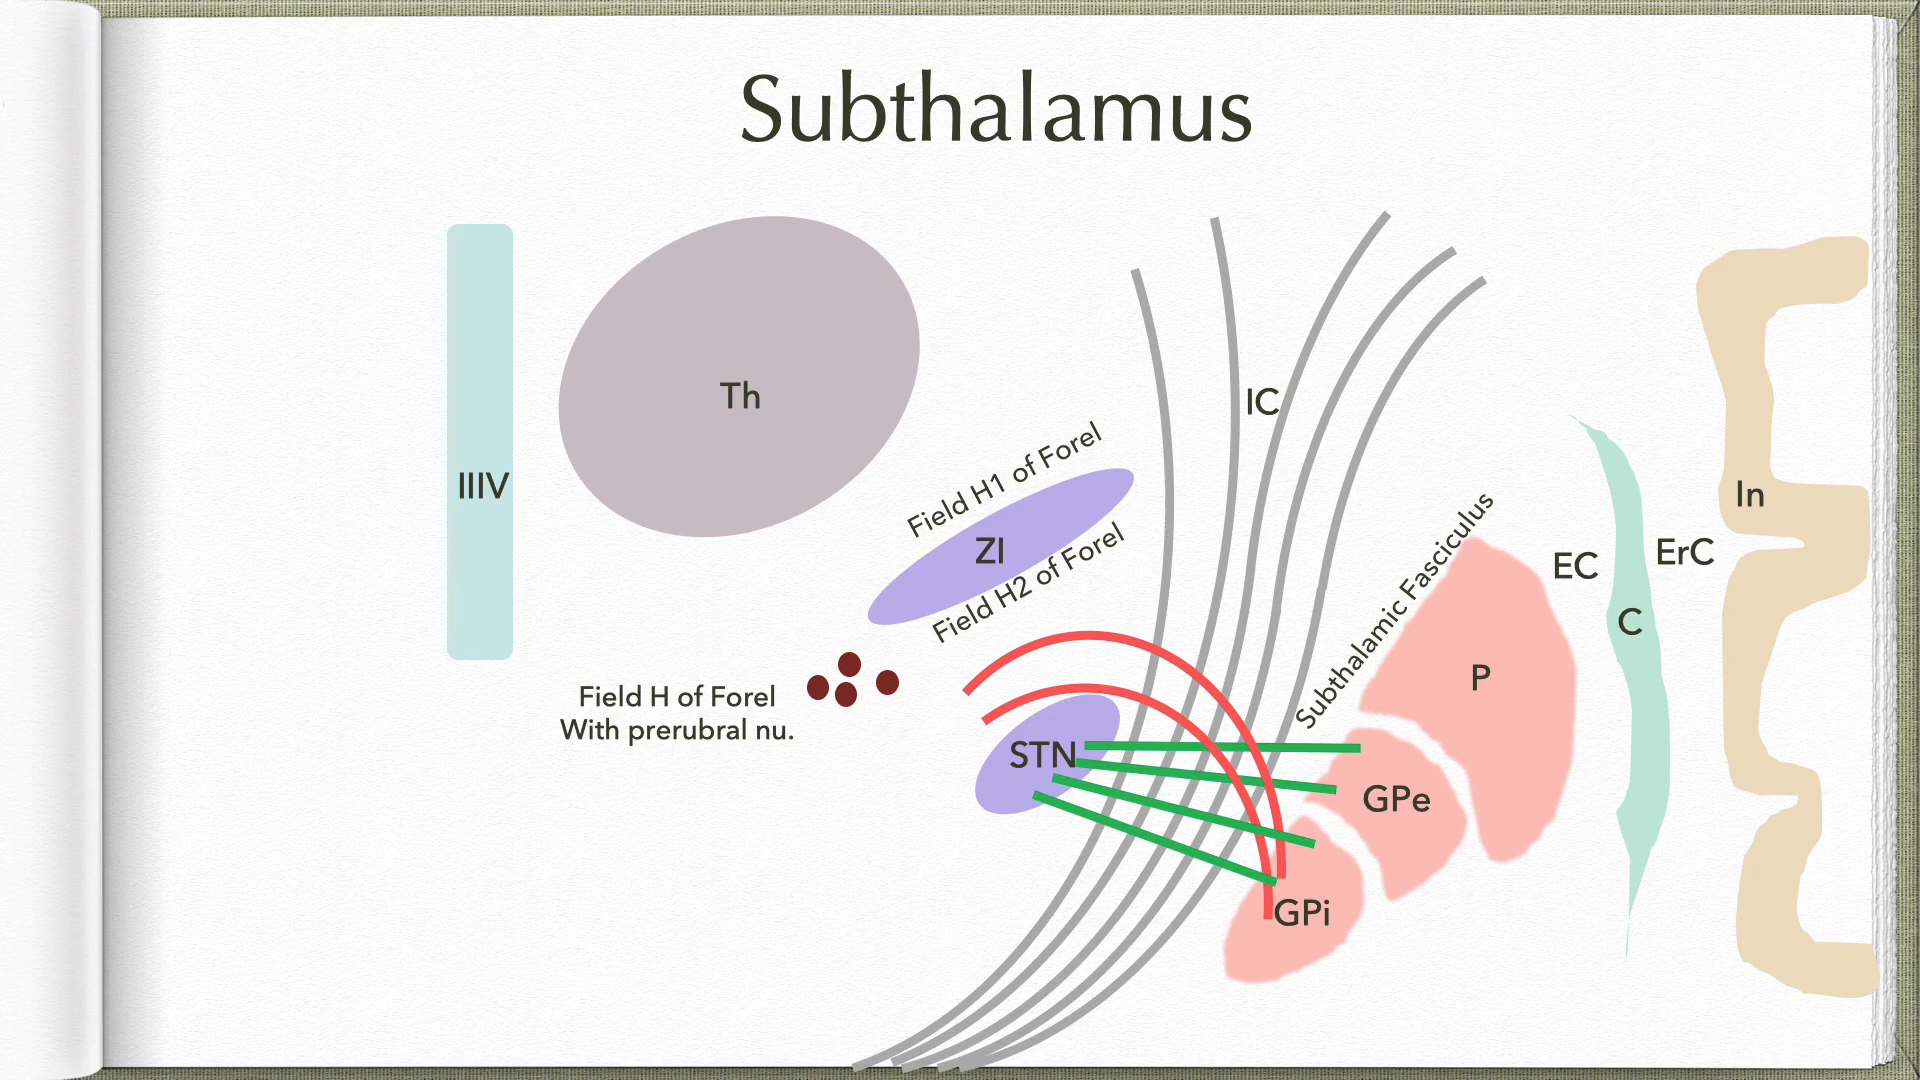 Subthalamus
Th
IC
IIIV
Field H1 of Forel
ZI
Field H2 of Forel
In
EC
ErC
C
Subthalamic Fasciculus
P
Field H of Forel
With prerubral nu.
STN
GPe
GPi